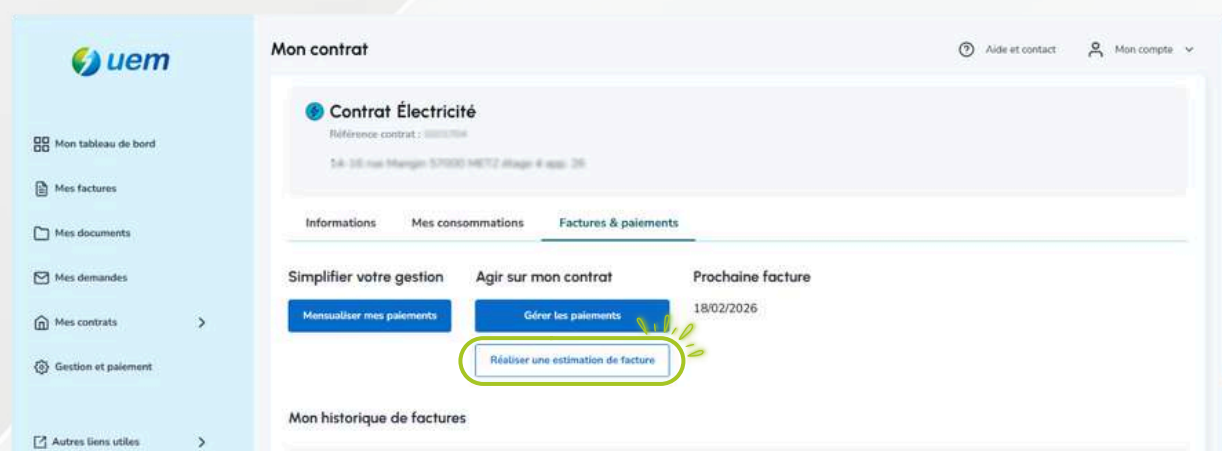 uem
Mon contrat
Aide et contact
Mon compte
Contrat Électricité
Référence contrat :
Mon tableau de bord
Mes factures
Mes documents
Mes demandes
Mes contrats
Gestion et paiement
Autres liens utiles
Informations
Mes consommations
Factures & paiements
Simplifier votre gestion
Mensualiser mes paiements
Agir sur mon contrat
Gérer les paiements
Réaliser une estimation de facture
Prochaine facture
18/02/2026
Mon historique de factures